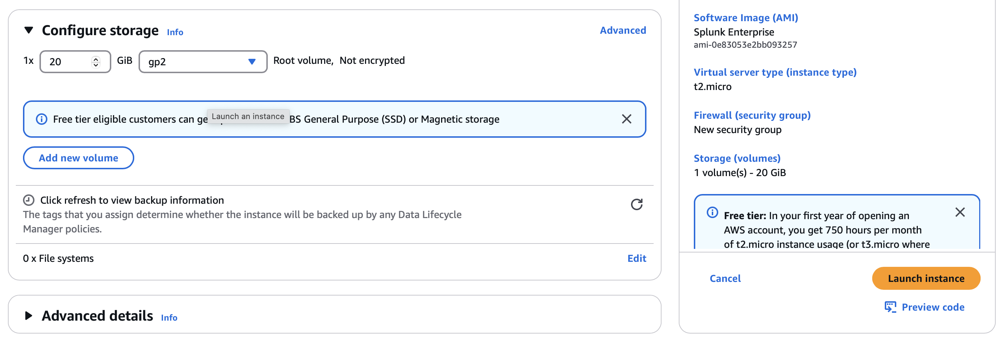 Configure storage Info
Advanced
1x 20 GiB gp2 Root volume, Not encrypted
Free tier eligible customers can ge
Launch an instance
BS General Purpose (SSD) or Magnetic storage
Add new volume
Click refresh to view backup information
The tags that you assign determine whether the instance will be backed up by any Data Lifecycle
Manager policies.
0 x File systems
Edit
Advanced details Info
Software Image (AMI)
Splunk Enterprise
ami-0e83053e2bb093257
Virtual server type (instance type)
t2.micro
Firewall (security group)
New security group
Storage (volumes)
1 volume(s) - 20 GiB
Free tier: In your first year of opening an
AWS account, you get 750 hours per month
of t2.micro instance usage (or t3.micro where
Cancel
Launch instance
Preview code